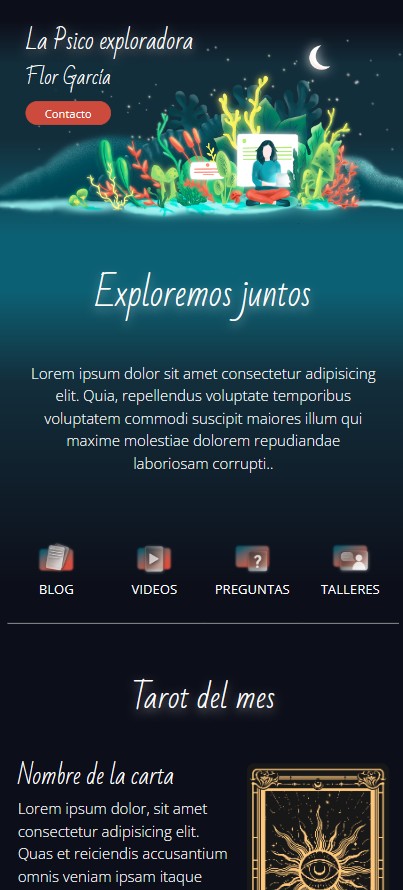 La Psico exploradora
Flor García
Contacto
Exploremos juntos
Lorem ipsum dolor sit amet consectetur adipisicing
elit. Quia, repellendus voluptate temporibus
voluptatem commodi suscipit maiores illum qui
maxime molestiae dolorem repudiandae
laboriosam corrupti..
BLOG
VIDEOS
PREGUNTAS
TALLERES
Tarot del mes
Nombre de la carta
Lorem ipsum dolor, sit amet
consectetur adipisicing elit.
Quas et reiciendis accusantium
omnis veniam ipsam itaque